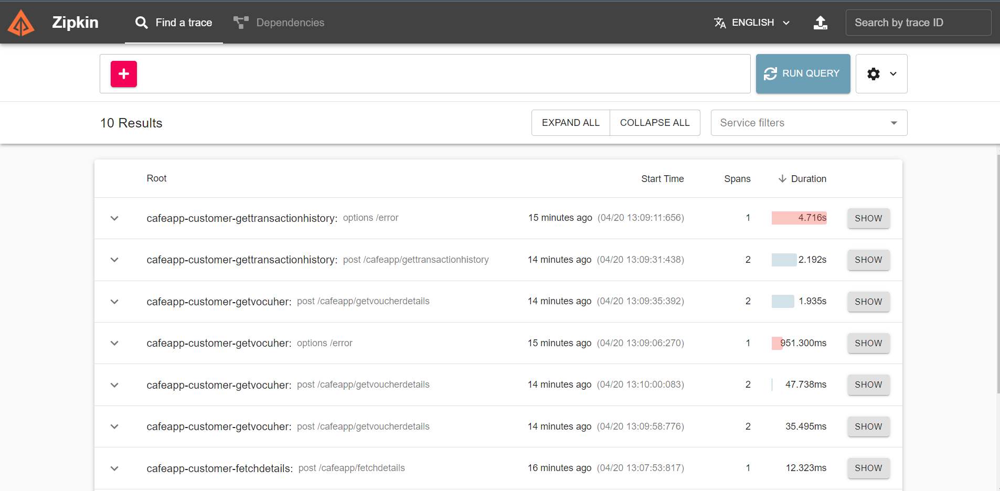 Zipkin Find a trace Dependencies ENGLISH Search by trace ID
+ RUN QUERY
10 Results EXPAND ALL COLLAPSE ALL Service filters
Root Start Time Spans Duration
cafeapp-customer-gettransactionhistory: options /error 15 minutes ago (04/20 13:09:11:656) 1 4.716s SHOW
cafeapp-customer-gettransactionhistory: post /cafeapp/gettransactionhistory 14 minutes ago (04/20 13:09:31:438) 2 2.192s SHOW
cafeapp-customer-getvocuher: post /cafeapp/getvoucherdetails 14 minutes ago (04/20 13:09:35:392) 2 1.935s SHOW
cafeapp-customer-getvocuher: options /error 15 minutes ago (04/20 13:09:06:270) 1 951.300ms SHOW
cafeapp-customer-getvocuher: post /cafeapp/getvoucherdetails 14 minutes ago (04/20 13:10:00:083) 2 47.738ms SHOW
cafeapp-customer-getvocuher: post /cafeapp/getvoucherdetails 14 minutes ago (04/20 13:09:58:776) 2 35.495ms SHOW
cafeapp-customer-fetchdetails: post /cafeapp/fetchdetails 16 minutes ago (04/20 13:07:53:817) 1 12.323ms SHOW